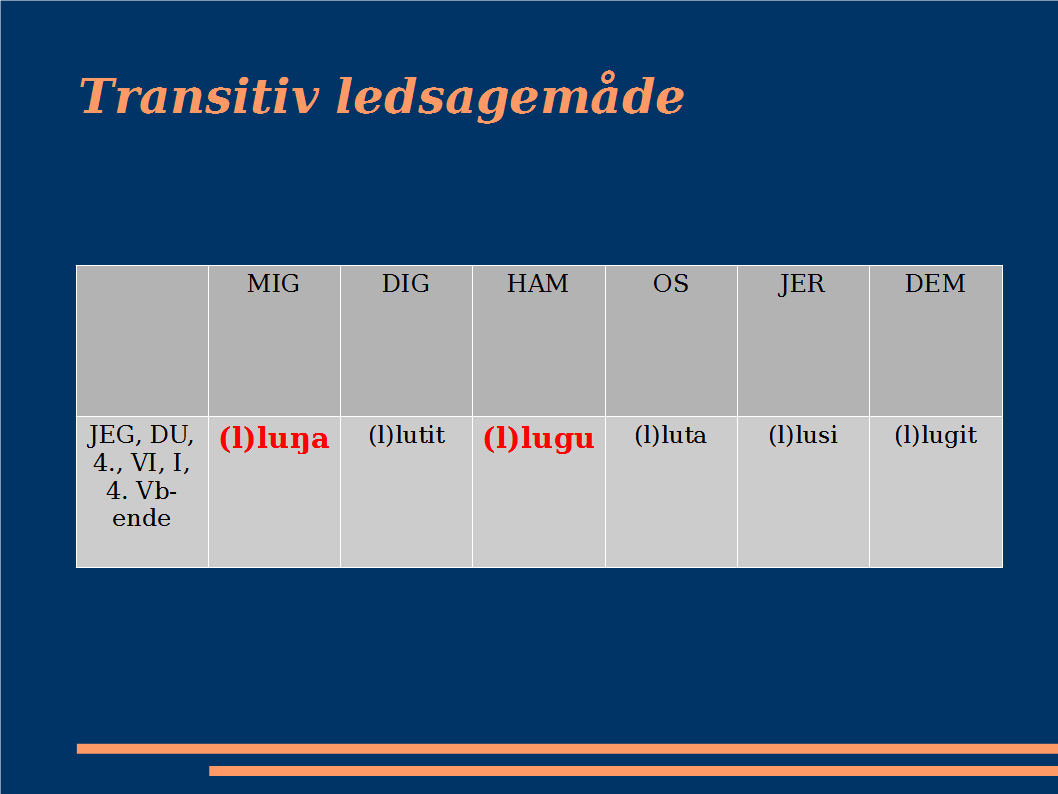 Transitiv ledsagemåde
MIG DIG HAM OS JER DEM
JEG, DU, (l)luŋa (l)lutit (l)lugu (l)luta (l)lusi (l)lugit
4., VI, I,
4. Vb-
ende